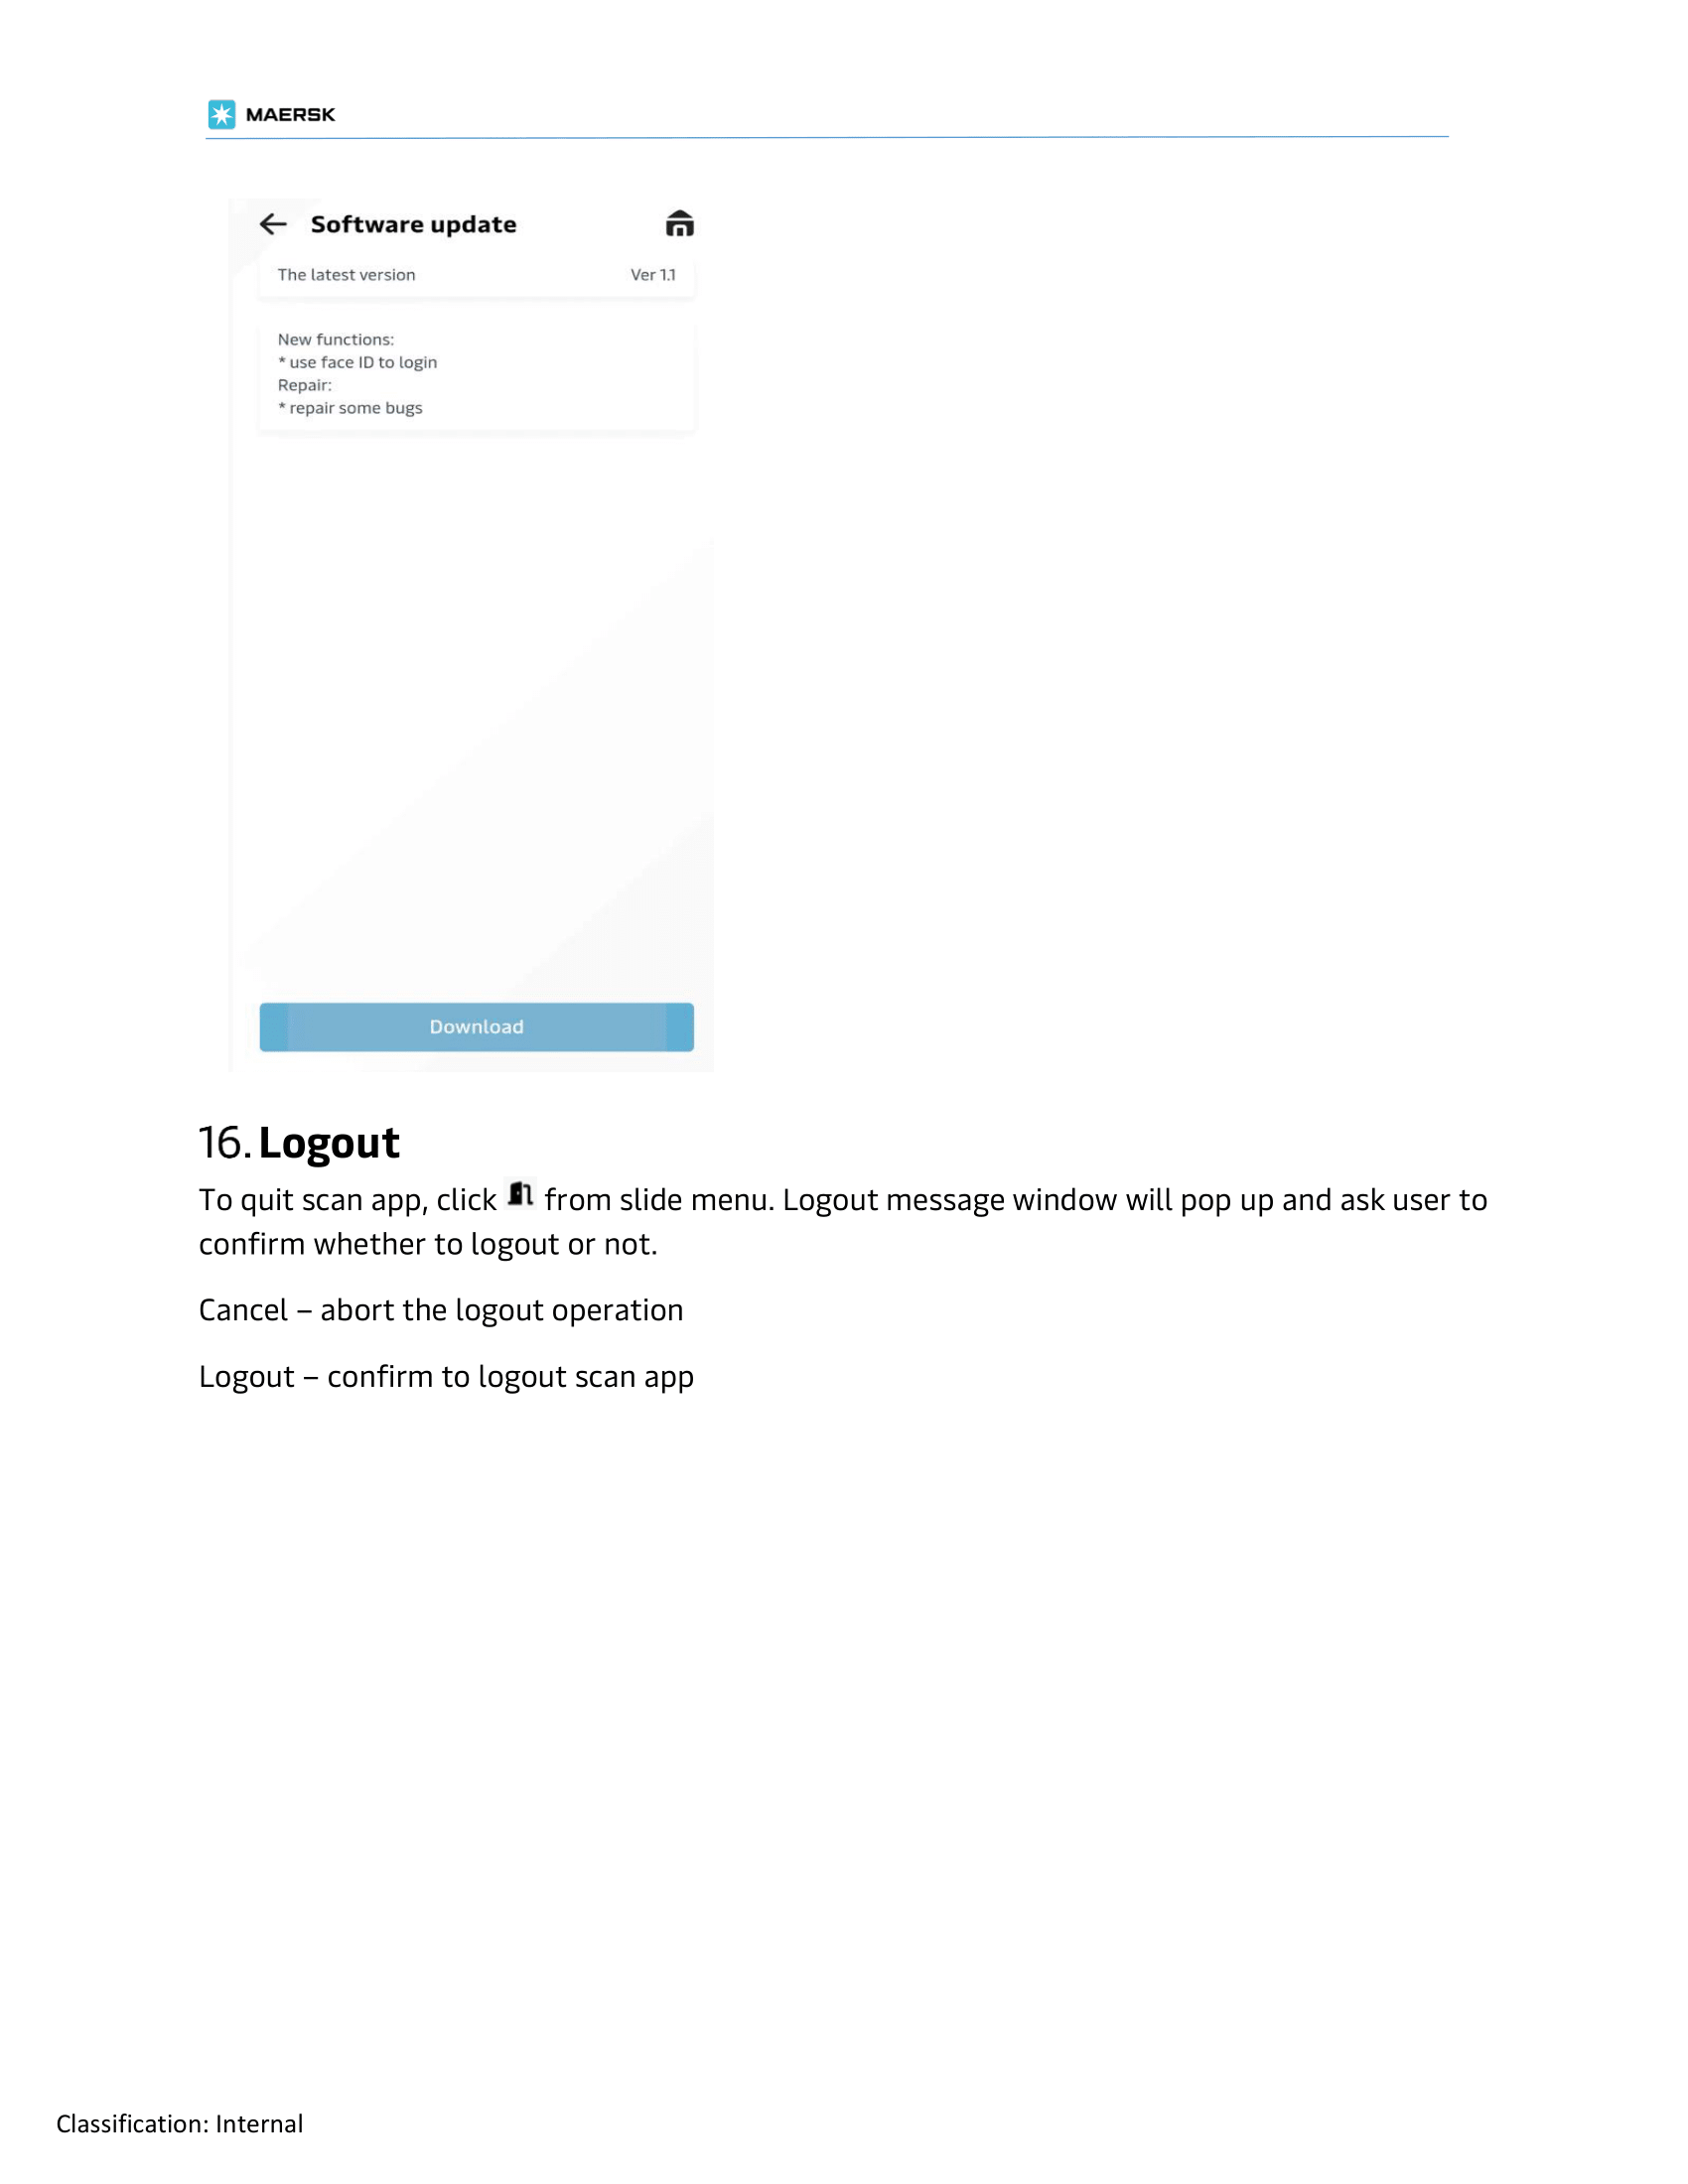 MAERSK
Software update
The latest version Ver 1.1
New functions:
* use face ID to login
Repair:
* repair some bugs
Download
16. Logout
To quit scan app, click from slide menu. Logout message window will pop up and ask user to
confirm whether to logout or not.
Cancel – abort the logout operation
Logout – confirm to logout scan app
Classification: Internal